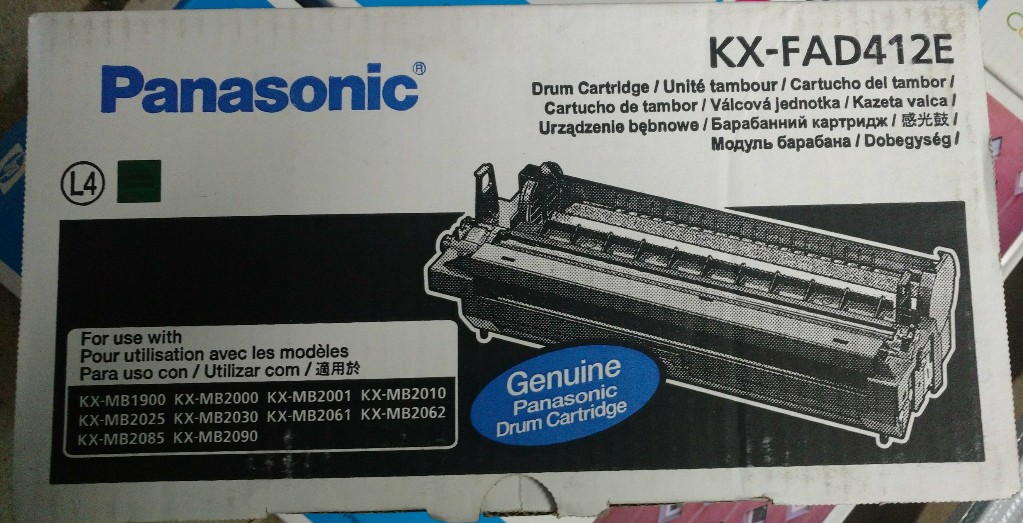 Panasonic®
KX-FAD412E
Drum Cartridge / Unité tambour / Cartucho del tambor /
Cartucho de tambor / Válcová jednotka / Kazeta valca /
Urządzenie bębnowe / Барабанний картридж / 感光鼓 /
Модуль барабана / Dobegység /
L4
For use with
Pour utilisation avec les modèles
Para uso con / Utilizar com / 適用於
KX-MB1900 KX-MB2000 KX-MB2001 KX-MB2010
KX-MB2025 KX-MB2030 KX-MB2061 KX-MB2062
KX-MB2085 KX-MB2090
Genuine
Panasonic
Drum Cartridge